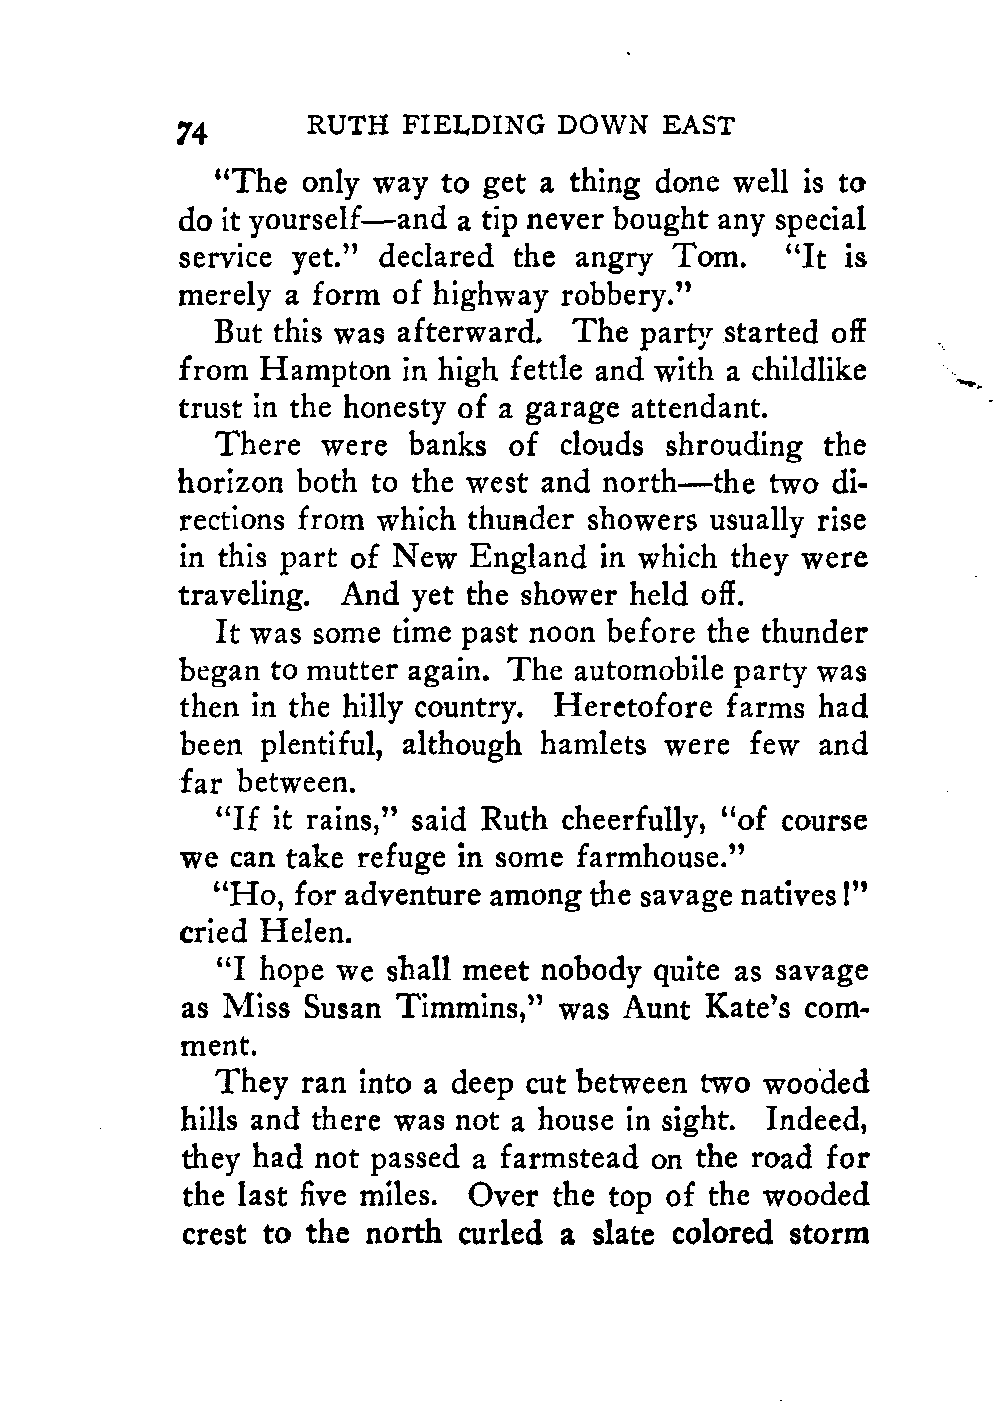 74 RUTH FIELDING DOWN EAST
“The only way to get a thing done well is to
do it yourself—and a tip never bought any special
service yet.” declared the angry Tom. “It is
merely a form of highway robbery.”
But this was afterward. The party started off
from Hampton in high fettle and with a childlike
trust in the honesty of a garage attendant.
There were banks of clouds shrouding the
horizon both to the west and north—the two di-
rections from which thunder showers usually rise
in this part of New England in which they were
traveling. And yet the shower held off.
It was some time past noon before the thunder
began to mutter again. The automobile party was
then in the hilly country. Heretofore farms had
been plentiful, although hamlets were few and
far between.
“If it rains,” said Ruth cheerfully, “of course
we can take refuge in some farmhouse.”
“Ho, for adventure among the savage natives!”
cried Helen.
“I hope we shall meet nobody quite as savage
as Miss Susan Timmins,” was Aunt Kate’s com-
ment.
They ran into a deep cut between two wooded
hills and there was not a house in sight. Indeed,
they had not passed a farmstead on the road for
the last five miles. Over the top of the wooded
crest to the north curled a slate colored storm